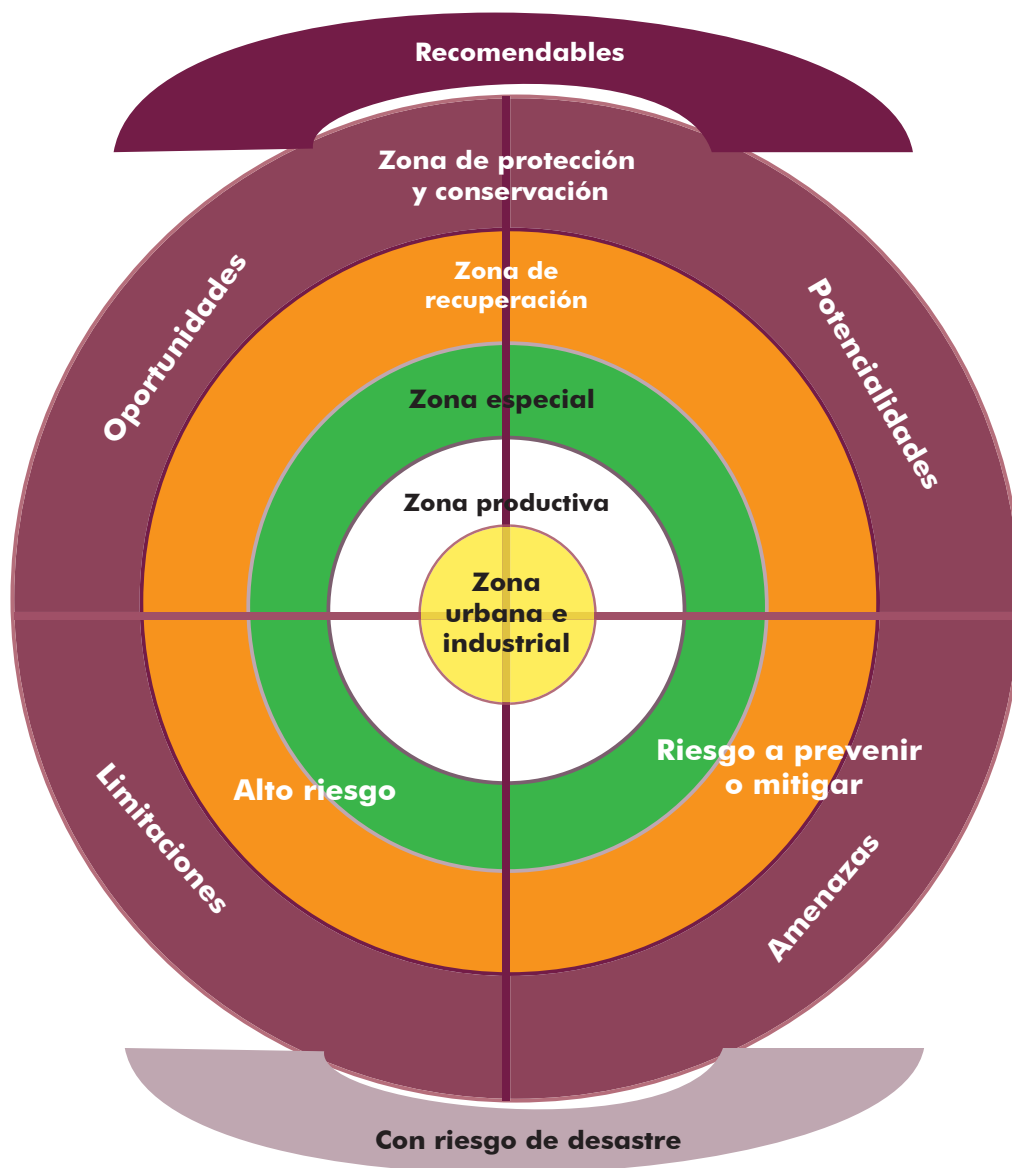 Recomendables
Zona de protección
y conservación
Zona de
recuperación
Oportunidades
Potencialidades
Zona especial
Zona productiva
Zona
urbana e
industrial
Riesgo a prevenir
o mitigar
Alto riesgo
Limitaciones
Amenazas
Con riesgo de desastre